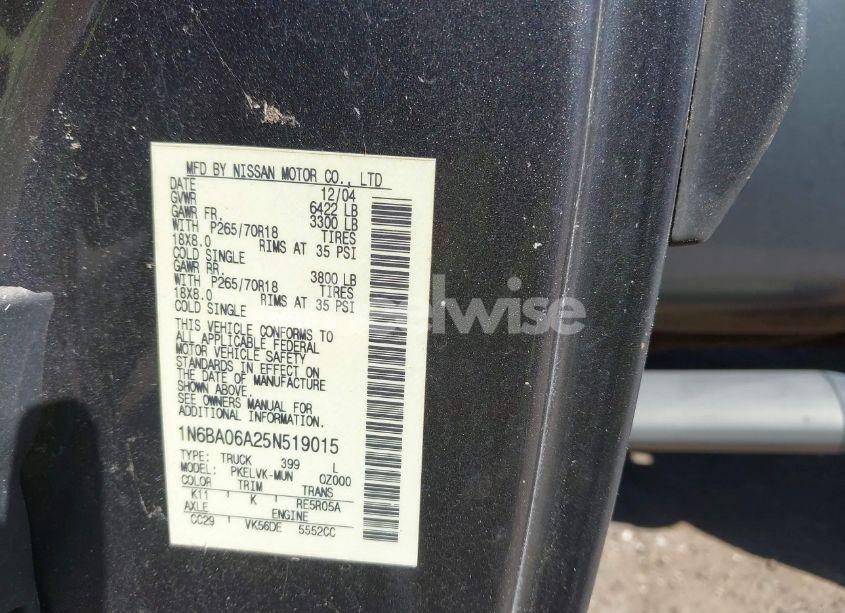 MFD BY NISSAN MOTOR CO., LTD
DATE 12/04
GVWR 6422 LB
GAWR FR. 3300 LB
WITH P265/70R18 TIRES
18X8.0 RIMS AT 35 PSI
COLD SINGLE
GAWR RR. 3800 LB
WITH P265/70R18 TIRES
18X8.0 RIMS AT 35 PSI
COLD SINGLE
THIS VEHICLE CONFORMS TO
ALL APPLICABLE FEDERAL
MOTOR VEHICLE SAFETY
STANDARDS IN EFFECT ON
THE DATE OF MANUFACTURE
SHOWN ABOVE.
SEE OWNERS MANUAL FOR
ADDITIONAL INFORMATION.
1N6BA06A25N519015
TYPE: TRUCK 399 L
MODEL: PKELVK-MUN QZ000
COLOR TRIM TRANS
K11 K RE5R05A
AXLE ENGINE
CC29 VK56DE 5552CC